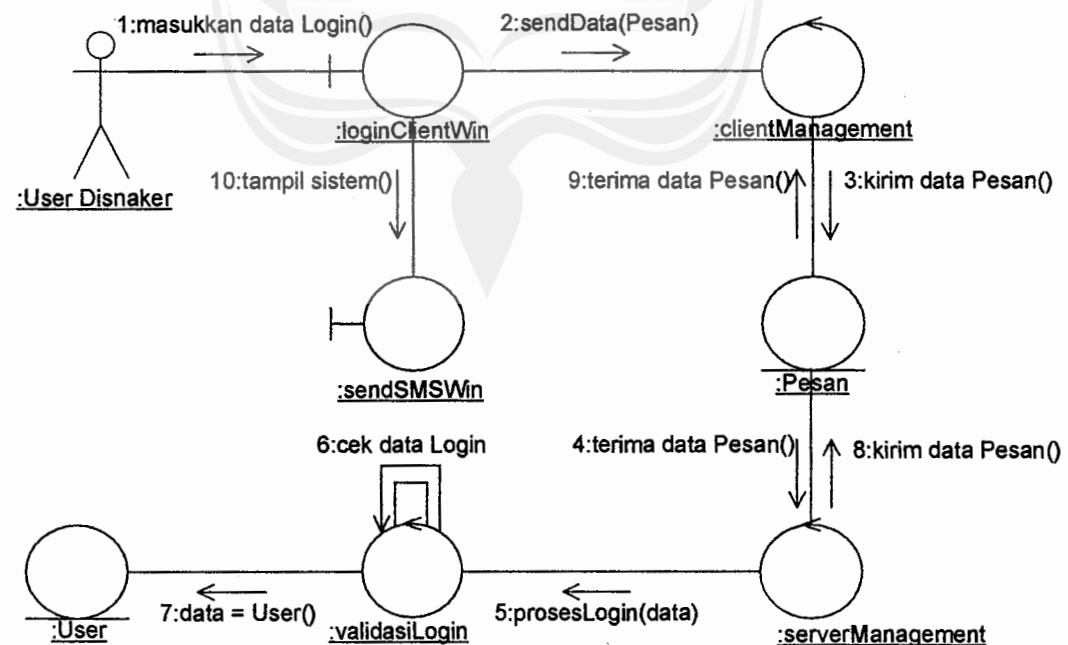 1:masukkan data Login()
2:sendData(Pesan)
:loginClientWin
:clientManagement
:User Disnaker
10:tampil sistem()
9:terima data Pesan()
3:kirim data Pesan()
:sendSMSWin
:Pesan
6:cek data Login
4:terima data Pesan()
8:kirim data Pesan()
7:data = User()
5:prosesLogin(data)
:User
:validasiLogin
:serverManagement